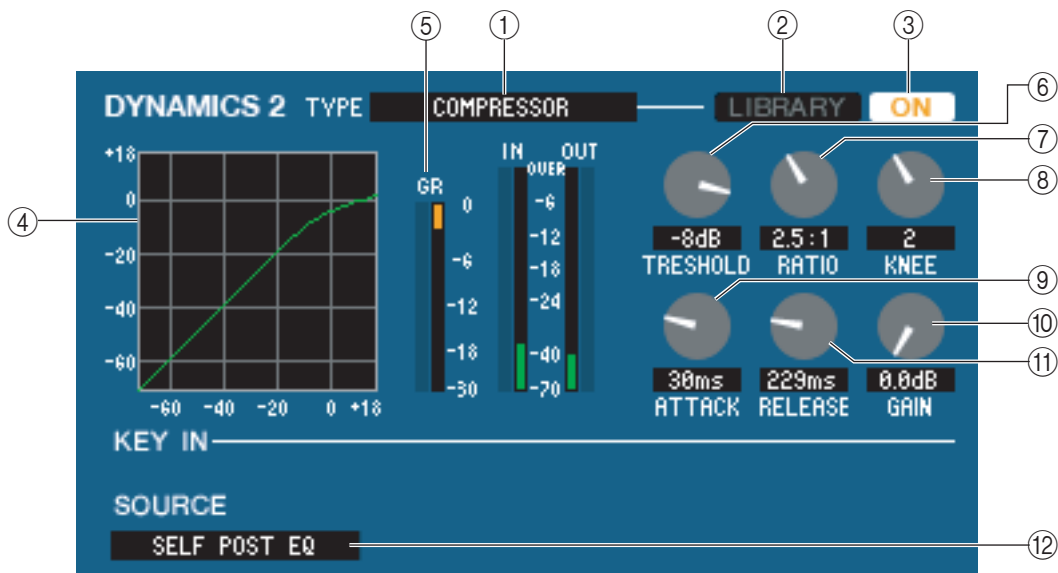 ⑤ ① ② ③
DYNAMICS 2 TYPE COMPRESSOR LIBRARY ON
⑥
⑦
⑧
④
+18
0
-20
-40
-60
-60 -40 -20 0 +18
GR
0
-6
-12
-18
-30
IN OUT
OVER
-6
-12
-18
-24
-40
-70
-8dB 2.5:1 2
TRESHOLD RATIO KNEE
⑨
⑩
⑪
30ms 229ms 0.0dB
ATTACK RELEASE GAIN
KEY IN
SOURCE
SELF POST EQ
⑫